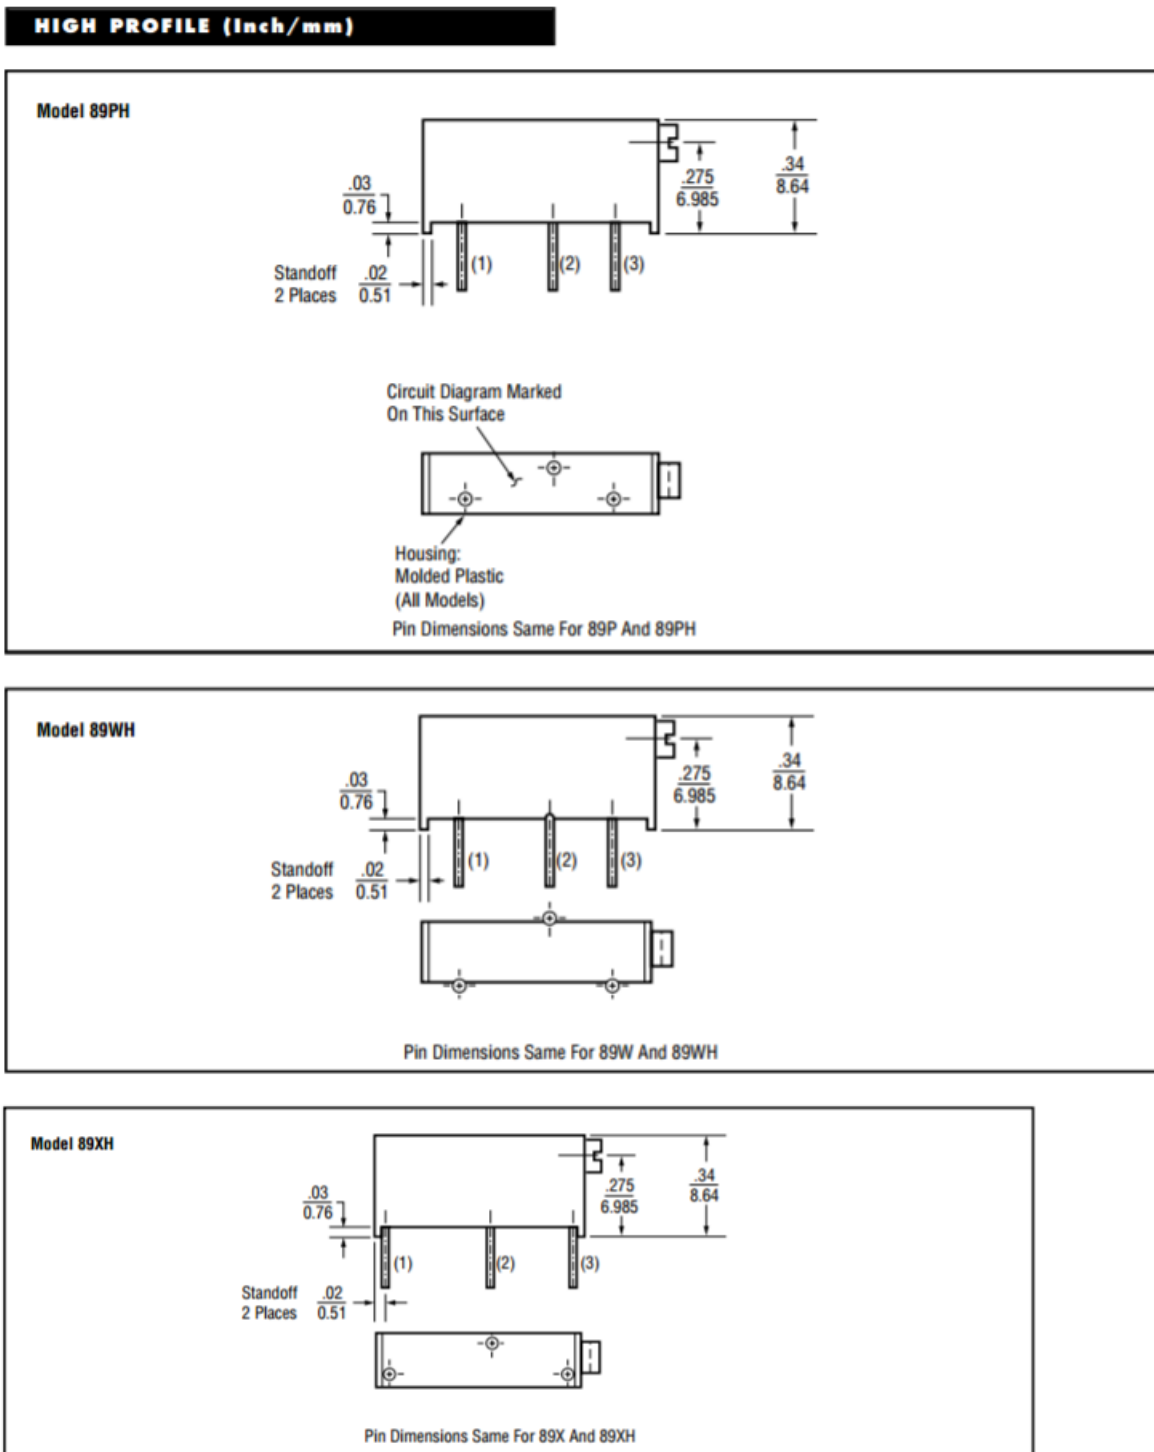 HIGH PROFILE (Inch/mm)
Model 89PH
.03
0.76
.275
6.985
.34
8.64
(1)
(2)
(3)
Standoff
2 Places
.02
0.51
Circuit Diagram Marked
On This Surface
Housing:
Molded Plastic
(All Models)
Pin Dimensions Same For 89P And 89PH
Model 89WH
.03
0.76
.275
6.985
.34
8.64
(1)
(2)
(3)
Standoff
2 Places
.02
0.51
Pin Dimensions Same For 89W And 89WH
Model 89XH
.03
0.76
.275
6.985
.34
8.64
(1)
(2)
(3)
Standoff
2 Places
.02
0.51
Pin Dimensions Same For 89X And 89XH